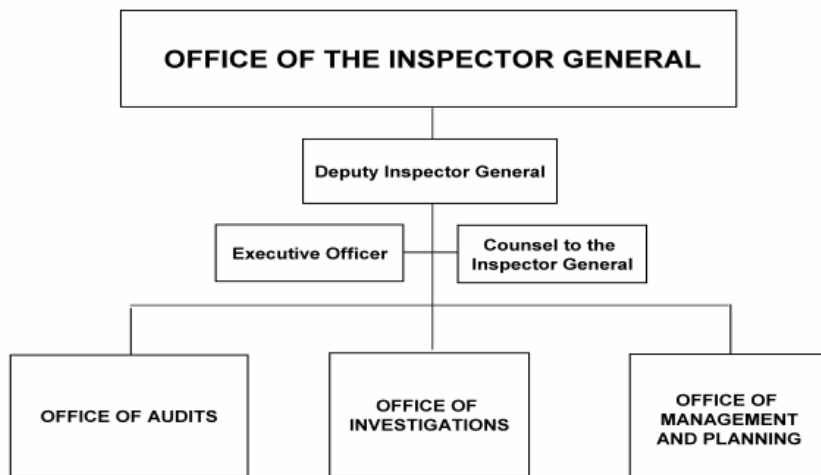 OFFICE OF THE INSPECTOR GENERAL
Deputy Inspector General
Executive Officer
Counsel to the
Inspector General
OFFICE OF AUDITS
OFFICE OF
INVESTIGATIONS
OFFICE OF
MANAGEMENT
AND PLANNING